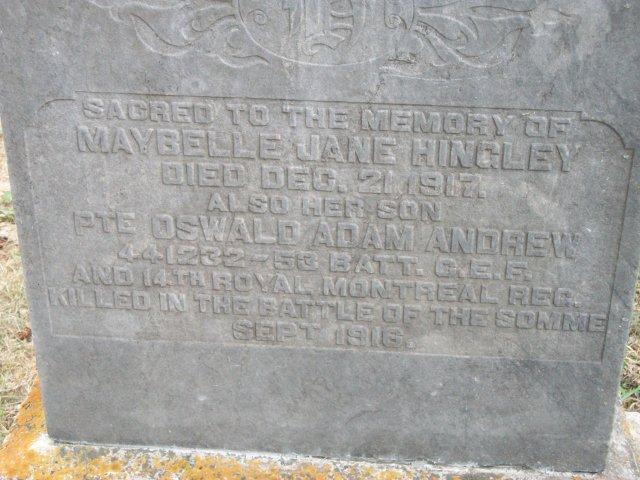 SACRED TO THE MEMORY OF
MAYBELLE JANE HINGLEY
DIED DEC. 21, 1917.
ALSO HER SON
PTE OSWALD ADAM ANDREW
441232-53 BATT. C.E.F.
AND 14TH ROYAL MONTREAL REG.
KILLED IN THE BATTLE OF THE SOMME
SEPT 1916.